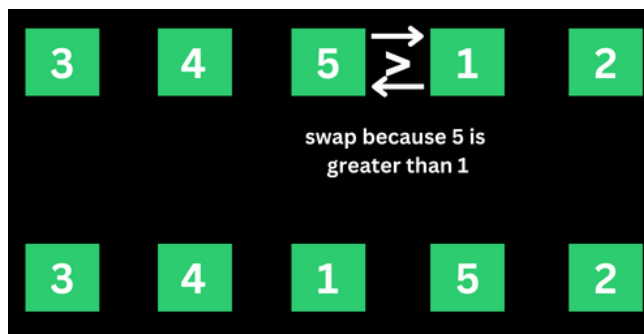 3 4 5 > 1 2
swap because 5 is
greater than 1
3 4 1 5 2